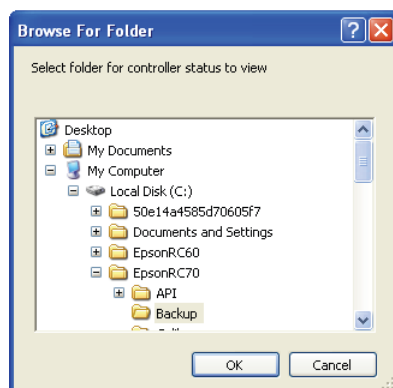 Browse For Folder
Select folder for controller status to view
Desktop
My Documents
My Computer
Local Disk (C:)
50e14a4585d70605f7
Documents and Settings
EpsonRC60
EpsonRC70
API
Backup
OK Cancel